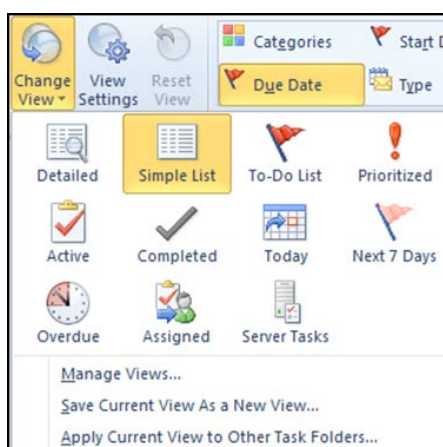 Categories Start D
Change View Reset
View Settings View
Due Date Type
Detailed Simple List To-Do List Prioritized
Active Completed Today Next 7 Days
Overdue Assigned Server Tasks
Manage Views...
Save Current View As a New View...
Apply Current View to Other Task Folders...